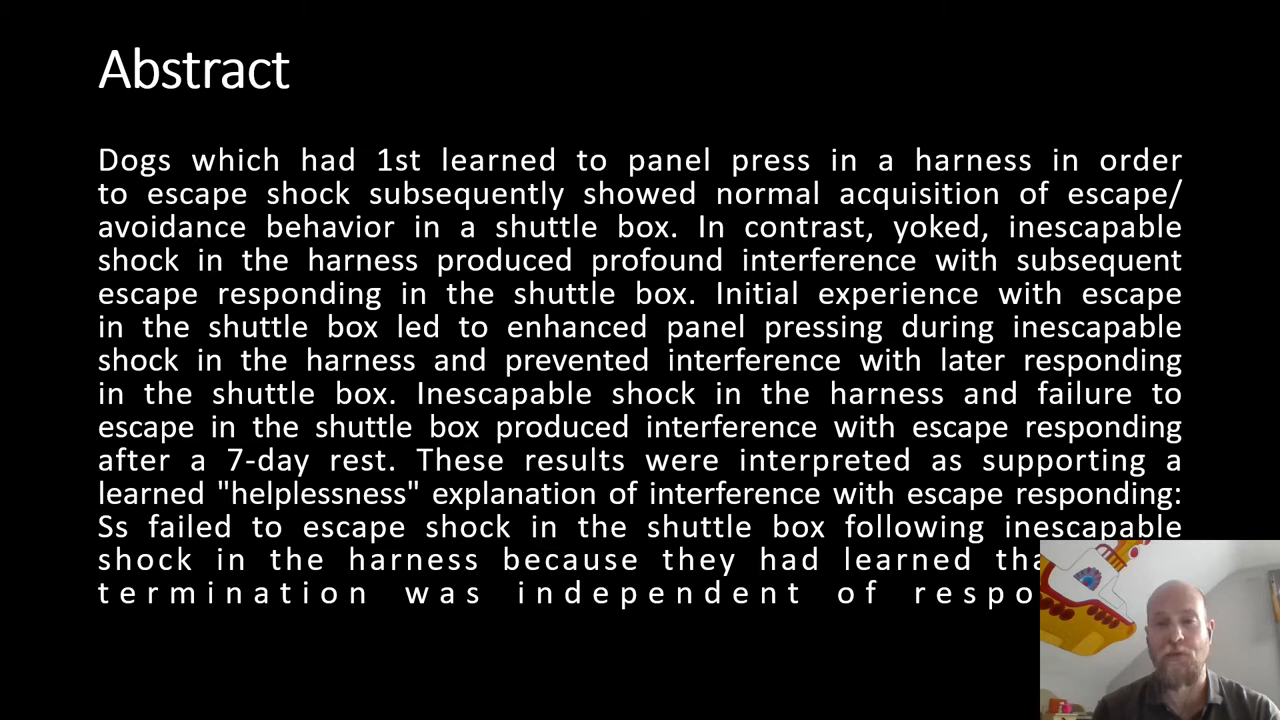 Abstract
Dogs which had 1st learned to panel press in a harness in order
to escape shock subsequently showed normal acquisition of escape/
avoidance behavior in a shuttle box. In contrast, yoked, inescapable
shock in the harness produced profound interference with subsequent
escape responding in the shuttle box. Initial experience with escape
in the shuttle box led to enhanced panel pressing during inescapable
shock in the harness and prevented interference with later responding
in the shuttle box. Inescapable shock in the harness and failure to
escape in the shuttle box produced interference with escape responding
after a 7-day rest. These results were interpreted as supporting a
learned "helplessness" explanation of interference with escape responding:
Ss failed to escape shock in the shuttle box following inescapable
shock in the harness because they had learned
termination was independent of